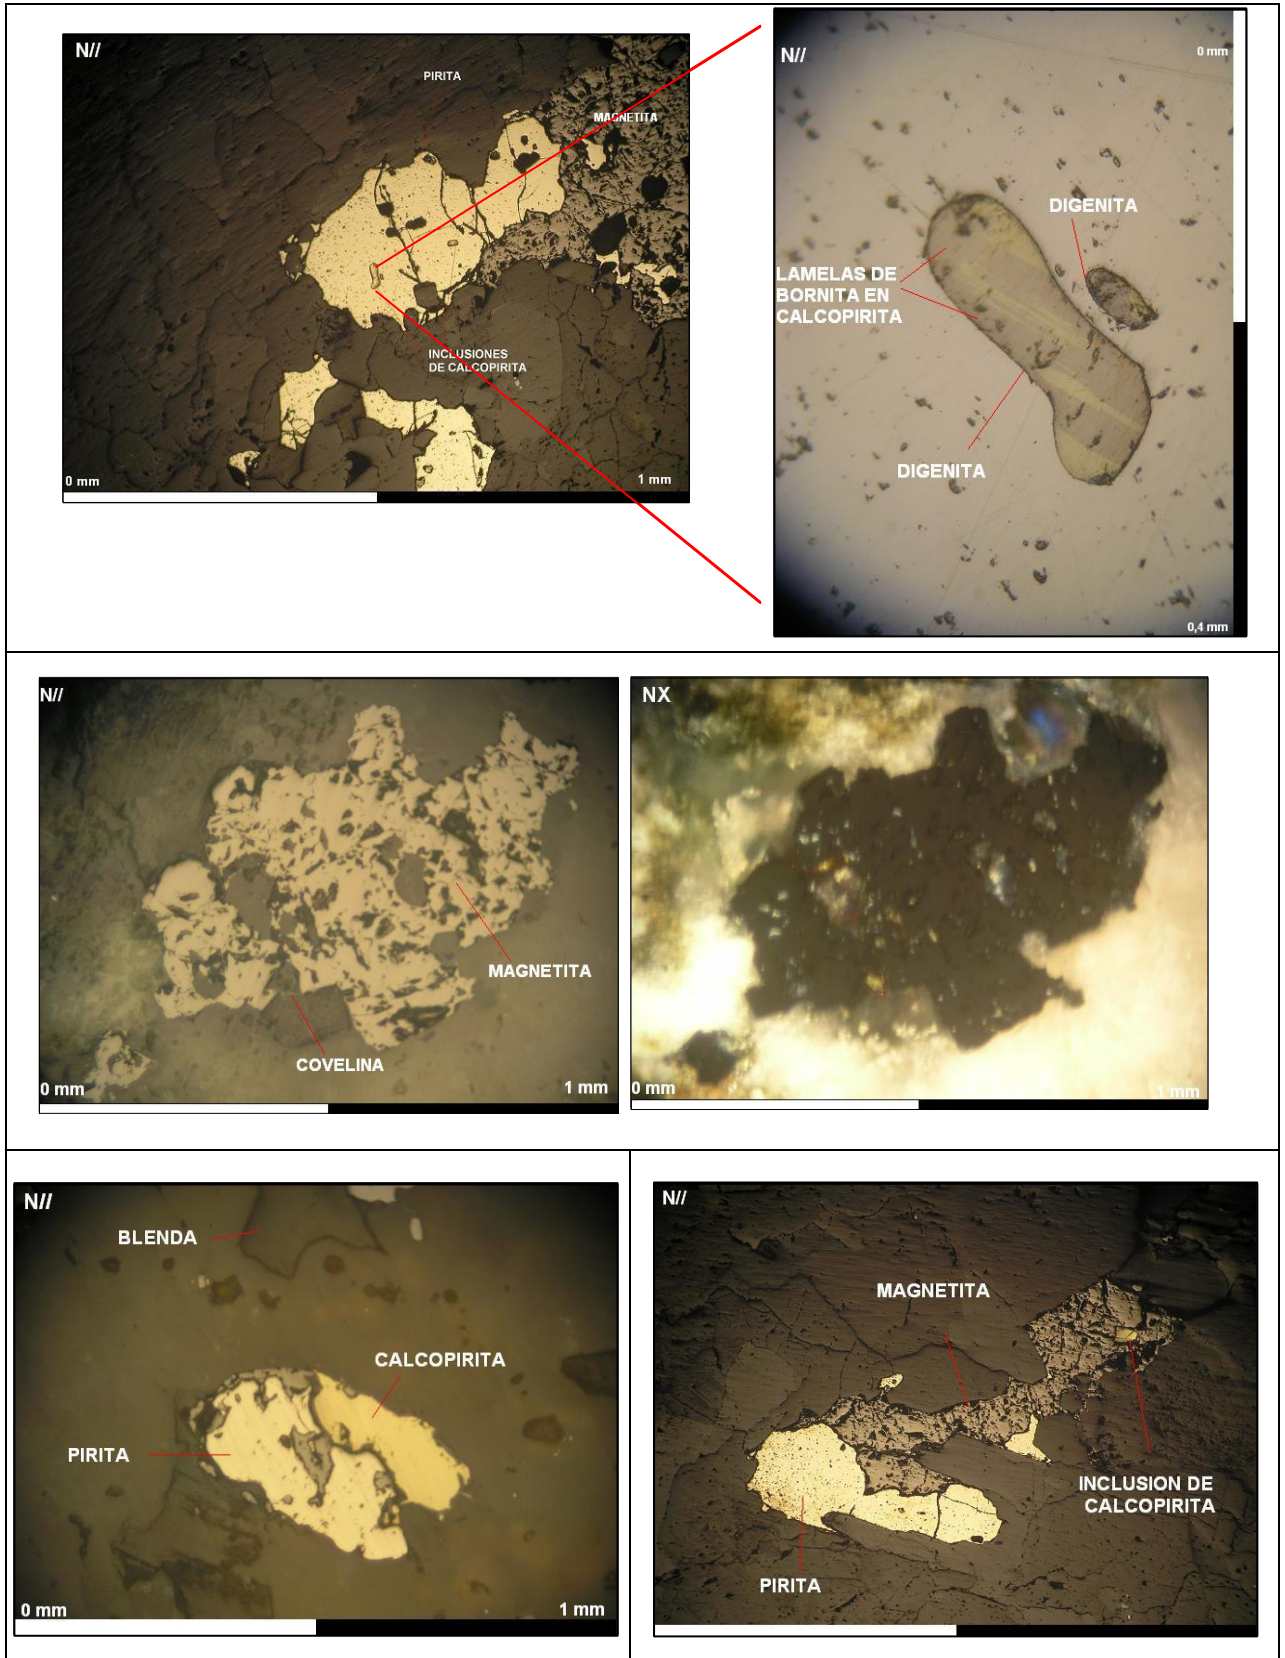 N//
PIRITA
MAGNETITA
INCLUSIONES
DE CALCOPIRITA
0 mm
1 mm
N//
0 mm
DIGENITA
LAMELAS DE
BORNITA EN
CALCOPIRITA
DIGENITA
0,4 mm
N//
MAGNETITA
COVELINA
0 mm
1 mm
NX
0 mm
1 mm
N//
BLENDA
CALCOPIRITA
PIRITA
0 mm
1 mm
N//
MAGNETITA
INCLUSION DE
CALCOPIRITA
PIRITA